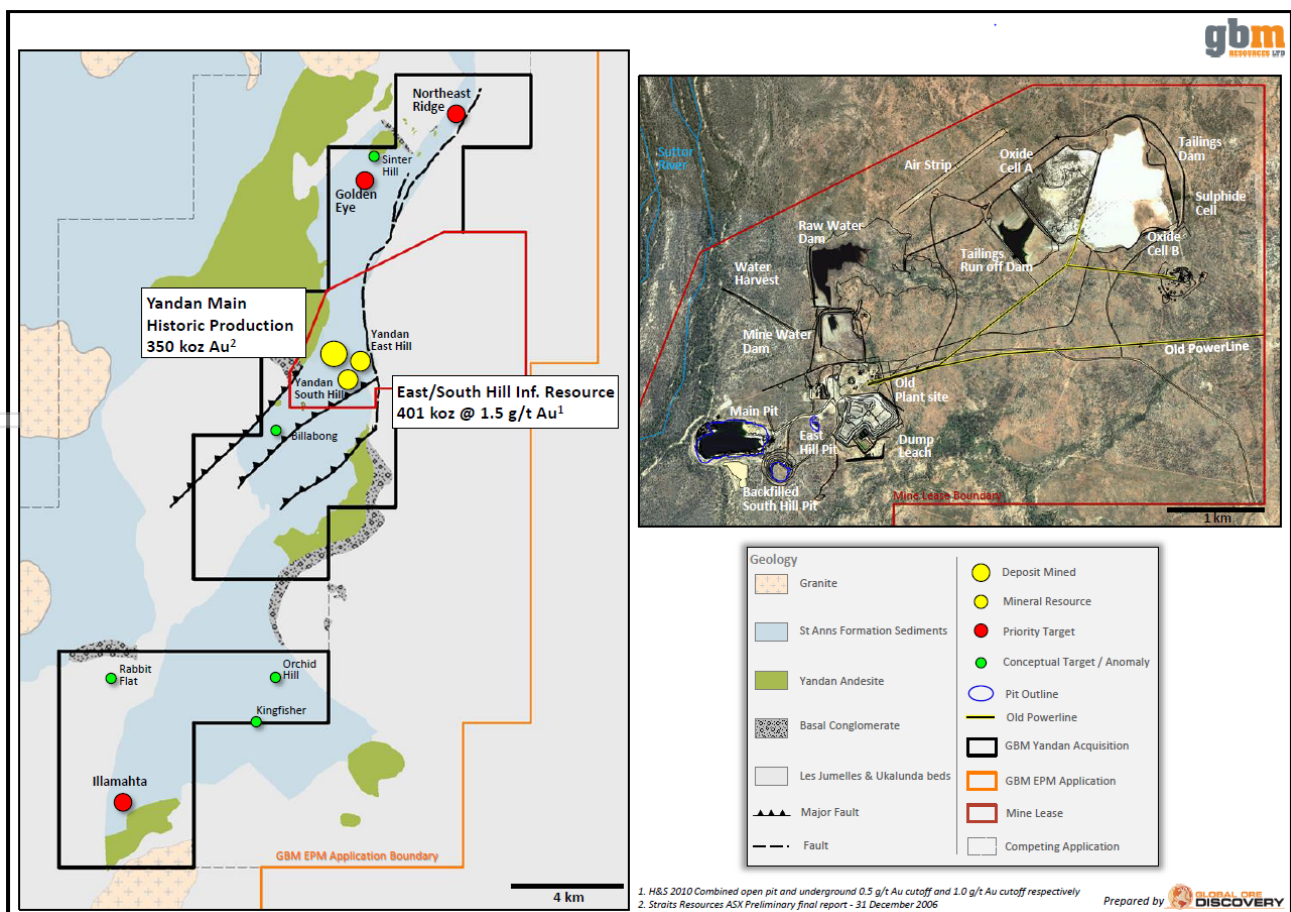 gbm
RESOURCES LTD
Northeast
Ridge
Sinter
Hill
Golden
Eye
Yandan Main
Historic Production
350 koz Au2
Yandan
East Hill
Yandan
South Hill
East/South Hill Inf. Resource
401 koz @ 1.5 g/t Au1
Billabong
Rabbit
Flat
Orchid
Hill
Kingfisher
Illamahta
GBM EPM Application Boundary
4 km
Suttor
River
Air Strip
Oxide
Cell A
Tailings
Dam
Sulphide
Cell
Oxide
Cell B
Tailings
Run off Dam
Raw Water
Dam
Water
Harvest
Mine Water
Dam
Old PowerLine
Old
Plant site
Main Pit
East
Hill Pit
Dump
Leach
Backfilled
South Hill Pit
Mine Lease Boundary
1 km
Geology
Granite
St Anns Formation Sediments
Yandan Andesite
Basal Conglomerate
Les Jumelles & Ukalunda beds
Major Fault
Fault
Deposit Mined
Mineral Resource
Priority Target
Conceptual Target / Anomaly
Pit Outline
Old Powerline
GBM Yandan Acquisition
GBM EPM Application
Mine Lease
Competing Application
1. H&S 2010 Combined open pit and underground 0.5 g/t Au cutoff and 1.0 g/t Au cutoff respectively
2. Straits Resources ASX Preliminary final report - 31 December 2006
Prepared by
GLOBAL ORE
DISCOVERY